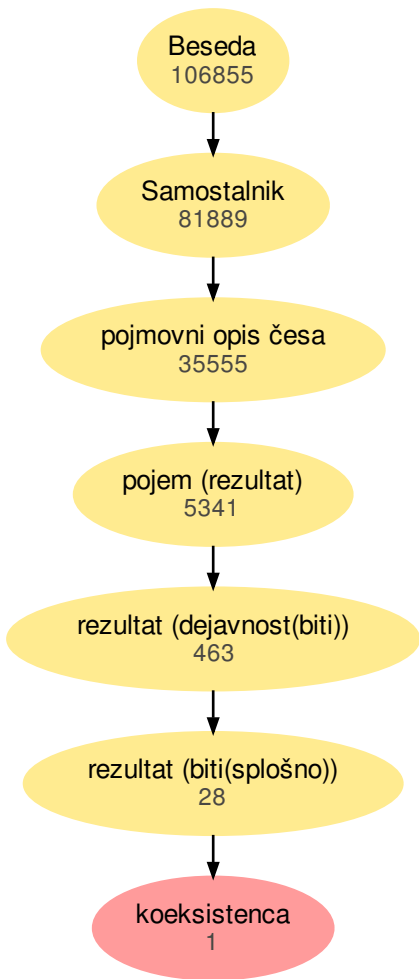 Beseda
106855
Samostalnik
81889
pojmovni opis česa
35555
pojem (rezultat)
5341
rezultat (dejavnost(biti))
463
rezultat (biti(splošno))
28
koeksistenca
1